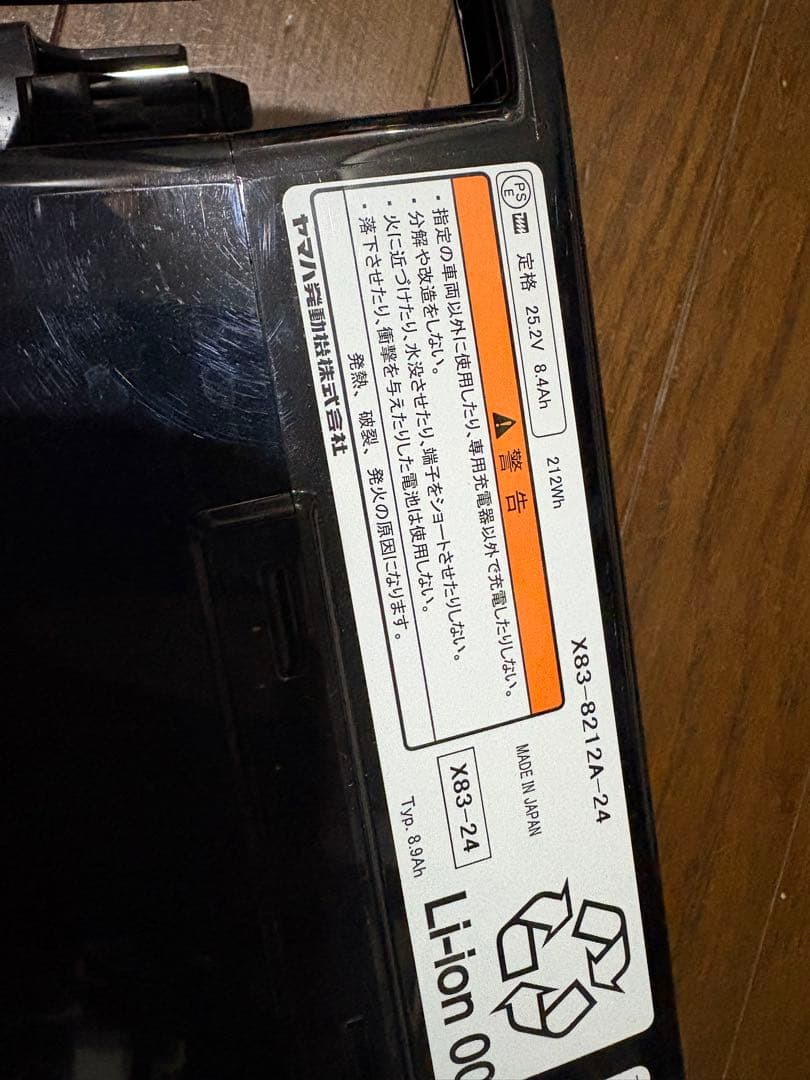 PS
E
定格 25.2V 8.4Ah
212Wh
X83-8212A-24
警告
・指定の車両以外に使用したり、専用充電器以外で充電したりしない。
・分解や改造をしない。
・火に近づけたり、水没させたり、端子をショートさせたりしない。
・落下させたり、衝撃を与えたりした電池は使用しない。
発熱、破裂、発火の原因になります。
ヤマハ発動機株式会社
MADE IN JAPAN
X83-24
Typ. 8.9Ah
Li-ion 00